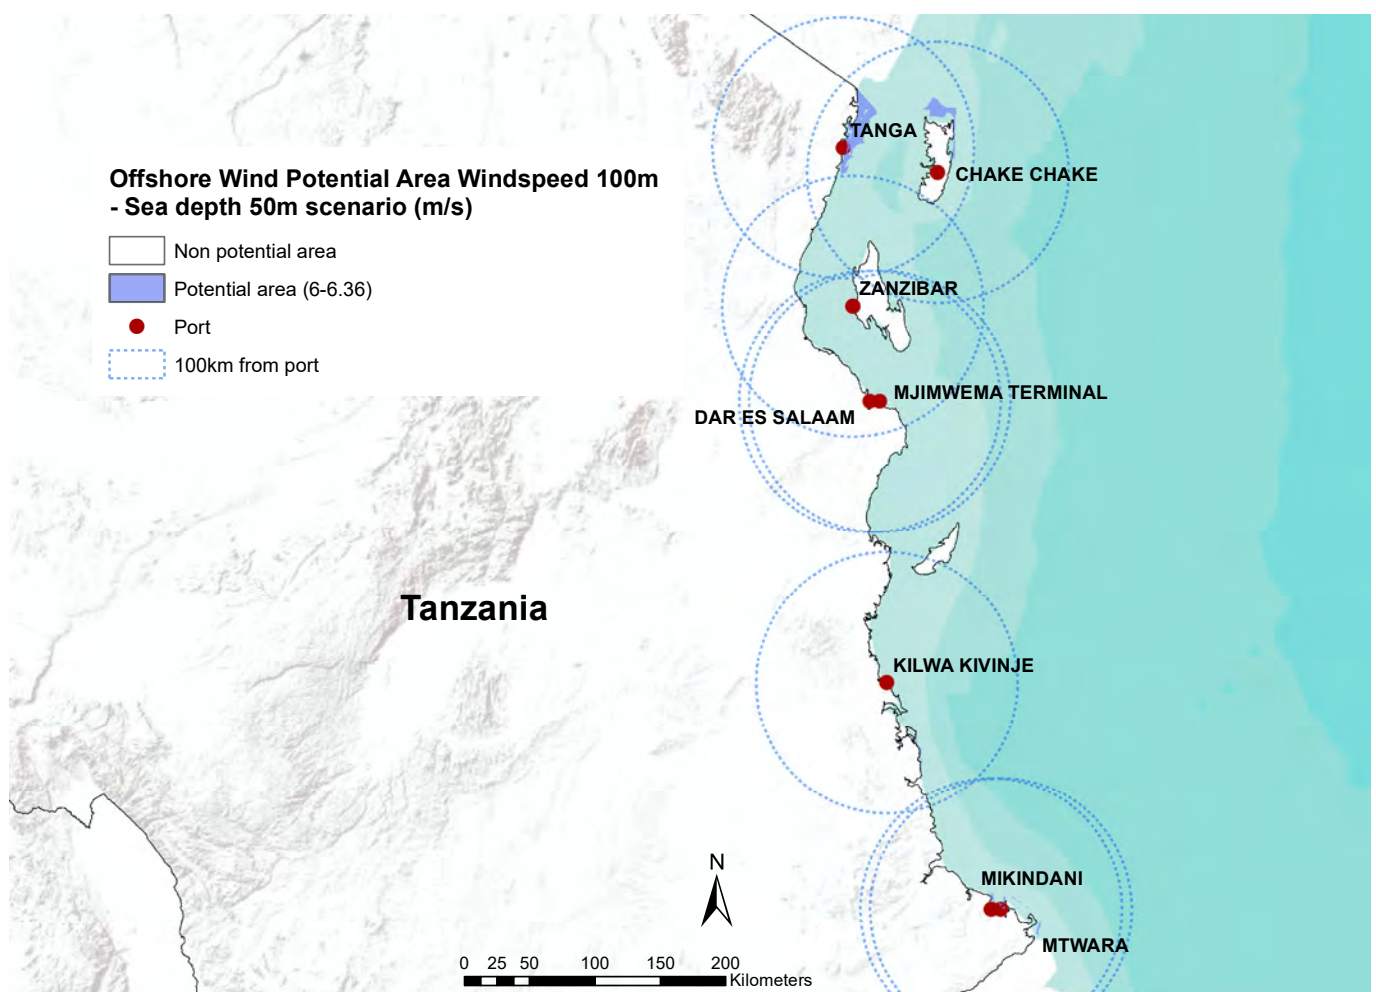 TANGA
CHAKE CHAKE
Offshore Wind Potential Area Windspeed 100m
- Sea depth 50m scenario (m/s)
Non potential area
Potential area (6-6.36)
Port
100km from port
ZANZIBAR
MJIMWEMA TERMINAL
DAR ES SALAAM
Tanzania
KILWA KIVINJE
N
MIKINDANI
MTWARA
0 25 50 100 150 200
Kilometers